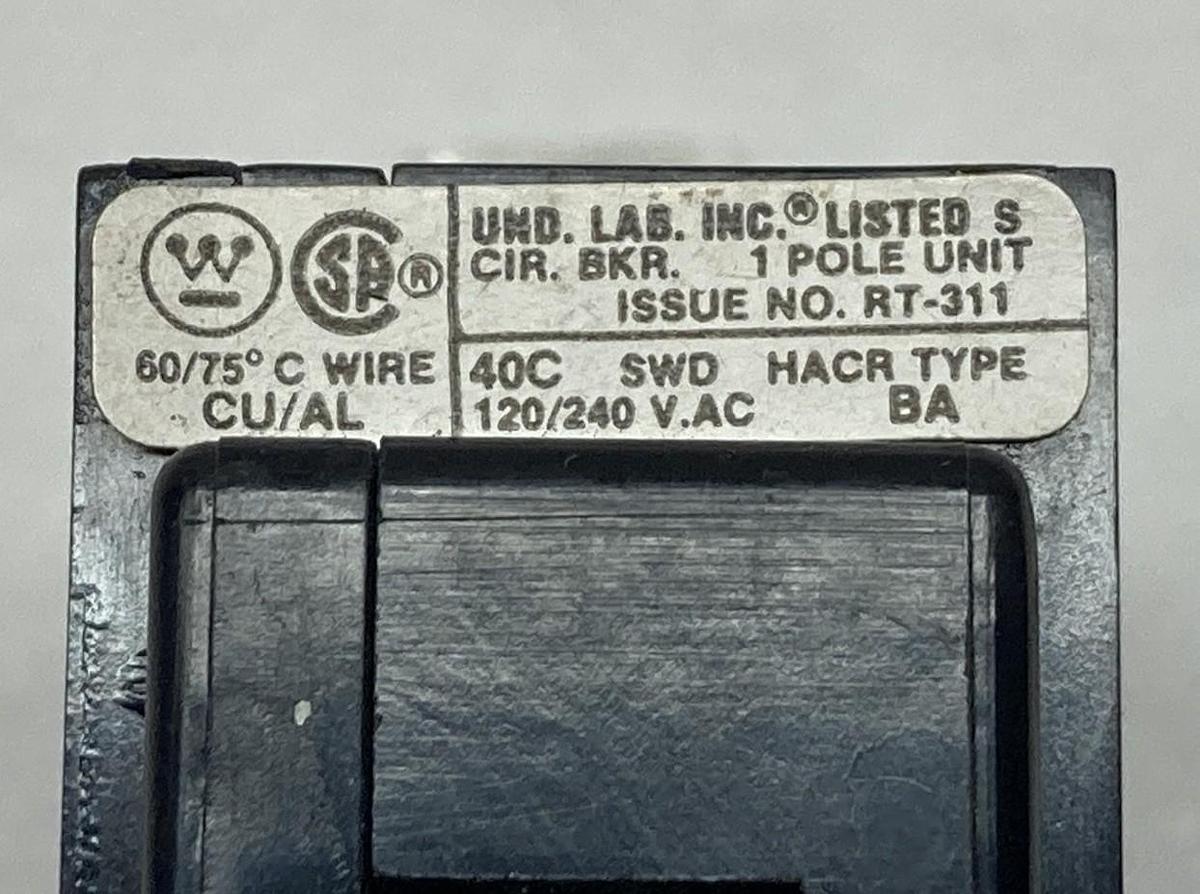 W
SA ®
60/75° C WIRE
CU/AL
UND. LAB. INC.® LISTED S
CIR. BKR. 1 POLE UNIT
ISSUE NO. RT-311
40C SWD HACR TYPE
120/240 V.AC BA